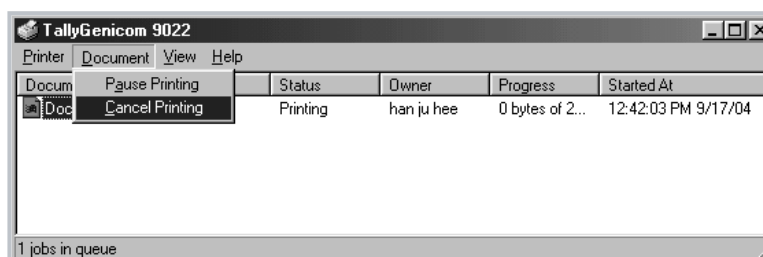 TallyGenicom 9022
Printer Document View Help
Docum Status Owner Progress Started At
Pause Printing
Doc Printing han ju hee 0 bytes of 2... 12:42:03 PM 9/17/04
Cancel Printing
1 jobs in queue